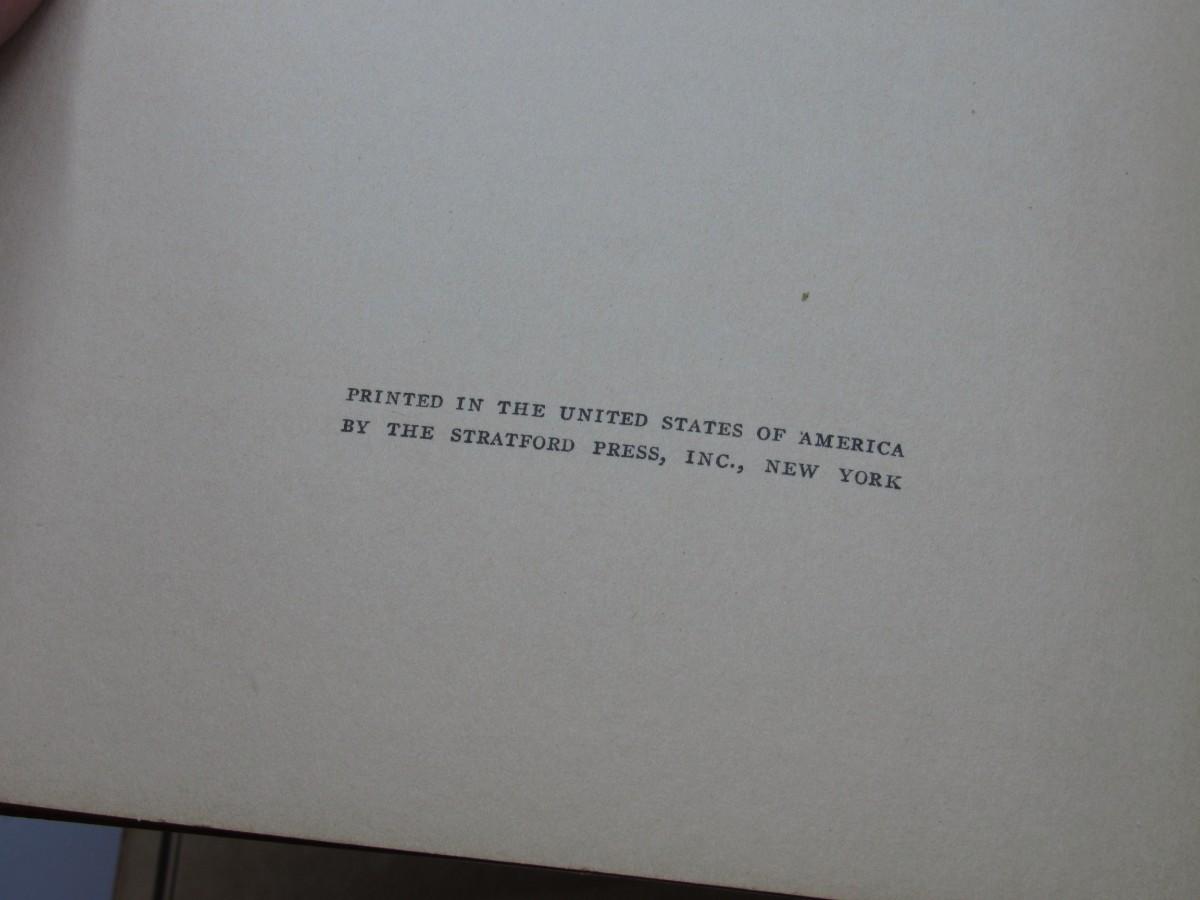 PRINTED IN THE UNITED STATES OF AMERICA
BY THE STRATFORD PRESS, INC., NEW YORK